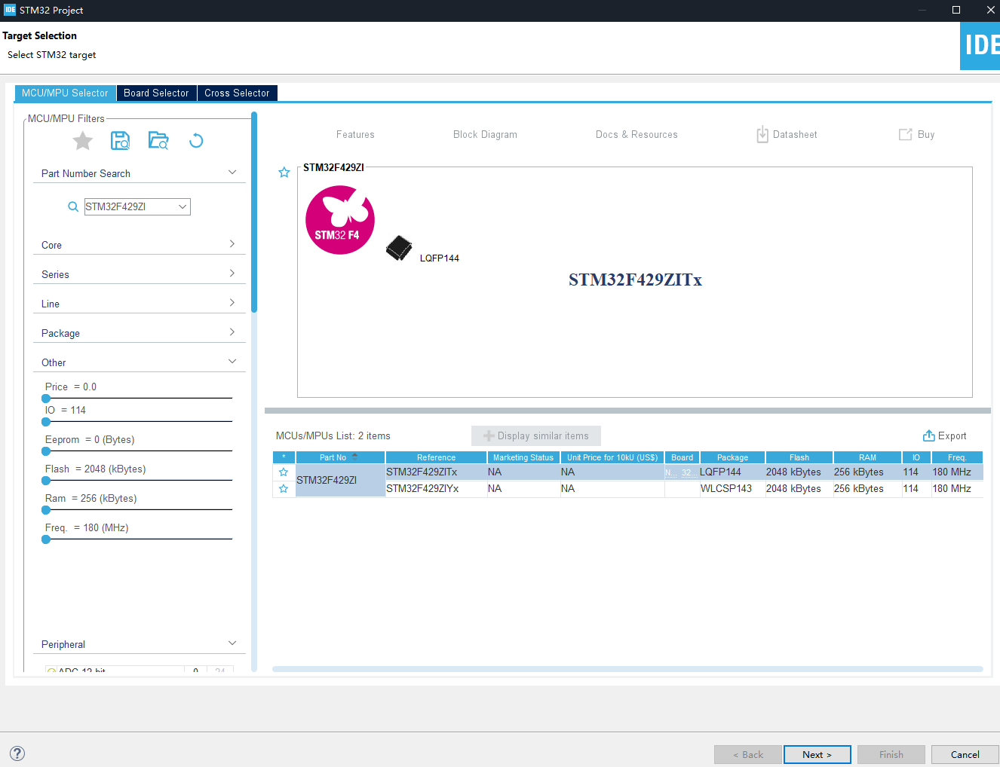 IDE STM32 Project
Target Selection
Select STM32 target
IDE
MCU/MPU Selector Board Selector Cross Selector
MCU/MPU Filters
Features Block Diagram Docs & Resources Datasheet Buy
Part Number Search
STM32F429ZI
Core
Series
Line
Package
Other
Price = 0.0
IO = 114
Eeprom = 0 (Bytes)
Flash = 2048 (kBytes)
Ram = 256 (kBytes)
Freq. = 180 (MHz)
Peripheral
ADC 12-bit 0 24
STM32F429ZI
STM32 F4
LQFP144
STM32F429ZITx
MCUs/MPUs List: 2 items Display similar items Export
* Part No Reference Marketing Status Unit Price for 10kU (US$) Board Package Flash RAM IO Freq.
STM32F429ZI STM32F429ZITx NA NA N... 32... LQFP144 2048 kBytes 256 kBytes 114 180 MHz
STM32F429ZIYx NA NA WLCSP143 2048 kBytes 256 kBytes 114 180 MHz
? < Back Next > Finish Cancel